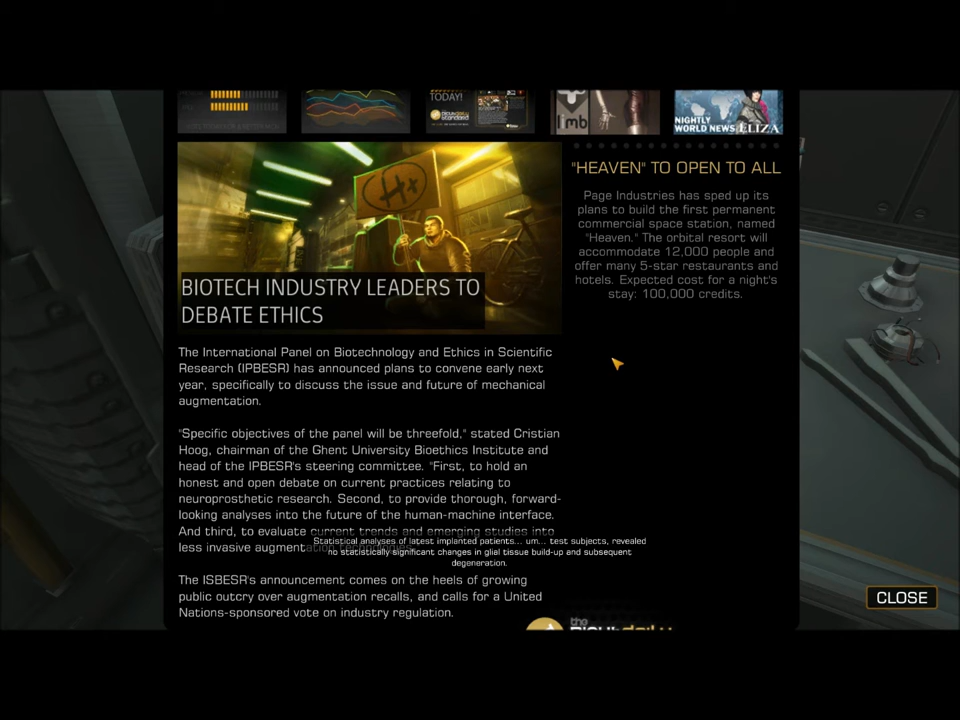 TODAY!
limb
NIGHTLY
WORLD NEWS ELIZA
H+
BIOTECH INDUSTRY LEADERS TO
DEBATE ETHICS
The International Panel on Biotechnology and Ethics in Scientific
Research (IPBESR) has announced plans to convene early next
year, specifically to discuss the issue and future of mechanical
augmentation.
"Specific objectives of the panel will be threefold," stated Cristian
Hoog, chairman of the Ghent University Bioethics Institute and
head of the IPBESR's steering committee. "First, to hold an
honest and open debate on current practices relating to
neuroprosthetic research. Second, to provide thorough, forward-
looking analyses into the future of the human-machine interface.
And third, to evaluate current trends and emerging studies into
less invasive augmentation
The ISBESR's announcement comes on the heels of growing
public outcry over augmentation recalls, and calls for a United
Nations-sponsored vote on industry regulation.
"HEAVEN" TO OPEN TO ALL
Page Industries has sped up its
plans to build the first permanent
commercial space station, named
"Heaven." The orbital resort will
accommodate 12,000 people and
offer many 5-star restaurants and
hotels. Expected cost for a night's
stay: 100,000 credits.
Statistical analyses of latest implanted patients... um... test subjects, revealed
no statistically significant changes in glial tissue build-up and subsequent
degeneration.
the
CLOSE